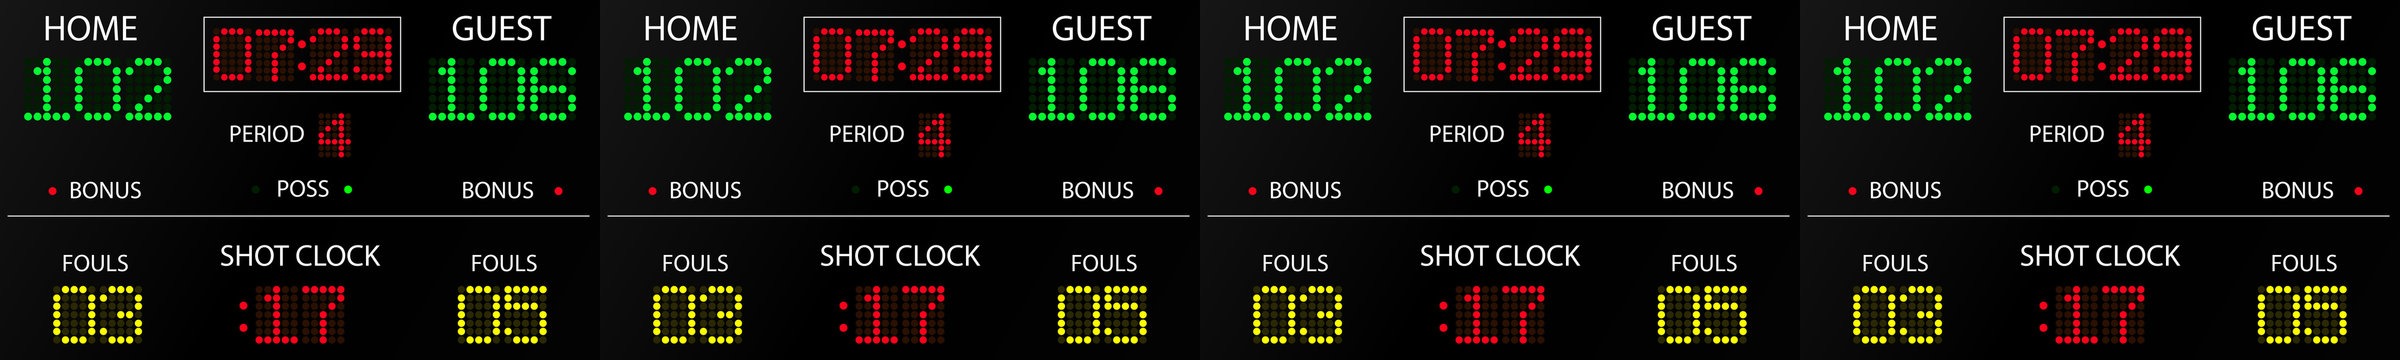 HOME 07:29 GUEST HOME 07:29 GUEST HOME 07:29 GUEST HOME 07:29 GUEST
102 106 102 106 102 106 102 106
PERIOD 4 PERIOD 4 PERIOD 4 PERIOD 4
BONUS POSS BONUS BONUS POSS BONUS BONUS POSS BONUS BONUS POSS BONUS
FOULS SHOT CLOCK FOULS FOULS SHOT CLOCK FOULS FOULS SHOT CLOCK FOULS FOULS SHOT CLOCK FOULS
03 :17 05 03 :17 05 03 :17 05 03 :17 05